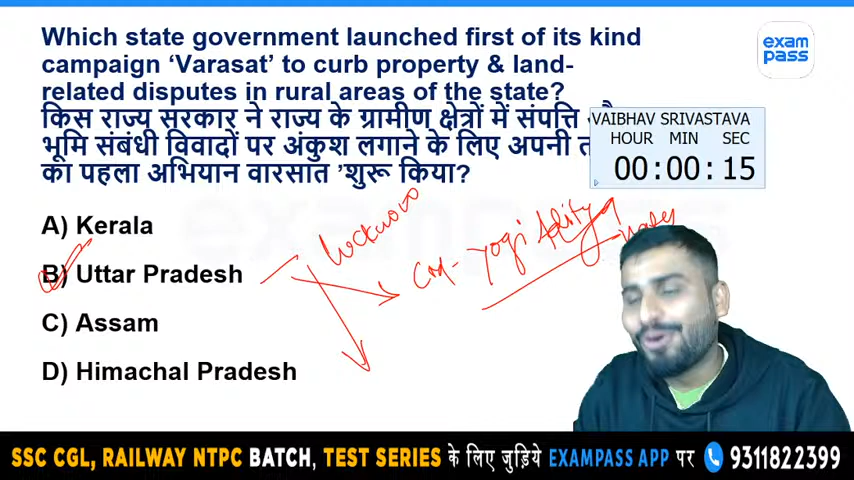 Which state government launched first of its kind
campaign ‘Varasat’ to curb property & land-
related disputes in rural areas of the state?
किस राज्य सरकार ने राज्य के ग्रामीण क्षेत्रों में संपत्ति
भूमि संबंधी विवादों पर अंकुश लगाने के लिए अपनी
का पहला अभियान वारसात 'शुरू किया?
exam
pass
VAIBHAV SRIVASTAVA
HOUR MIN SEC
00:00:15
A) Kerala
B) Uttar Pradesh
C) Assam
D) Himachal Pradesh
Lucknow
CM- Yogi Aditya
exam pass
SSC CGL, RAILWAY NTPC BATCH, TEST SERIES के लिए जुड़िये EXAMPASS APP पर 9311822399